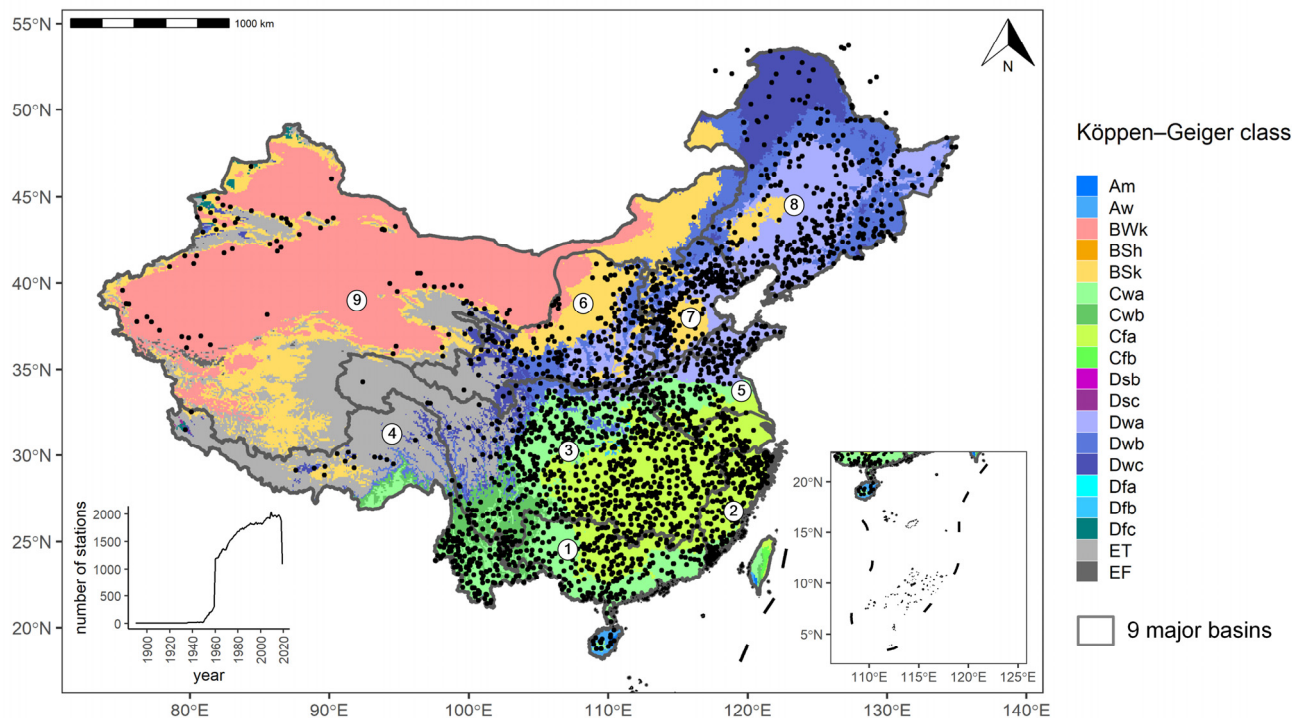 55°N
50°N
45°N
40°N
35°N
30°N
25°N
20°N
80°E
90°E
100°E
110°E
120°E
130°E
140°E
1000 km
N
1
2
3
4
5
6
7
8
9
number of stations
2000
1500
1000
500
0
1900
1920
1940
1960
1980
2000
2020
year
20°N
15°N
10°N
5°N
110°E
115°E
120°E
125°E
Köppen–Geiger class
Am
Aw
BWk
BSh
BSk
Cwa
Cwb
Cfa
Cfb
Dsb
Dsc
Dwa
Dwb
Dwc
Dfa
Dfb
Dfc
ET
EF
9 major basins